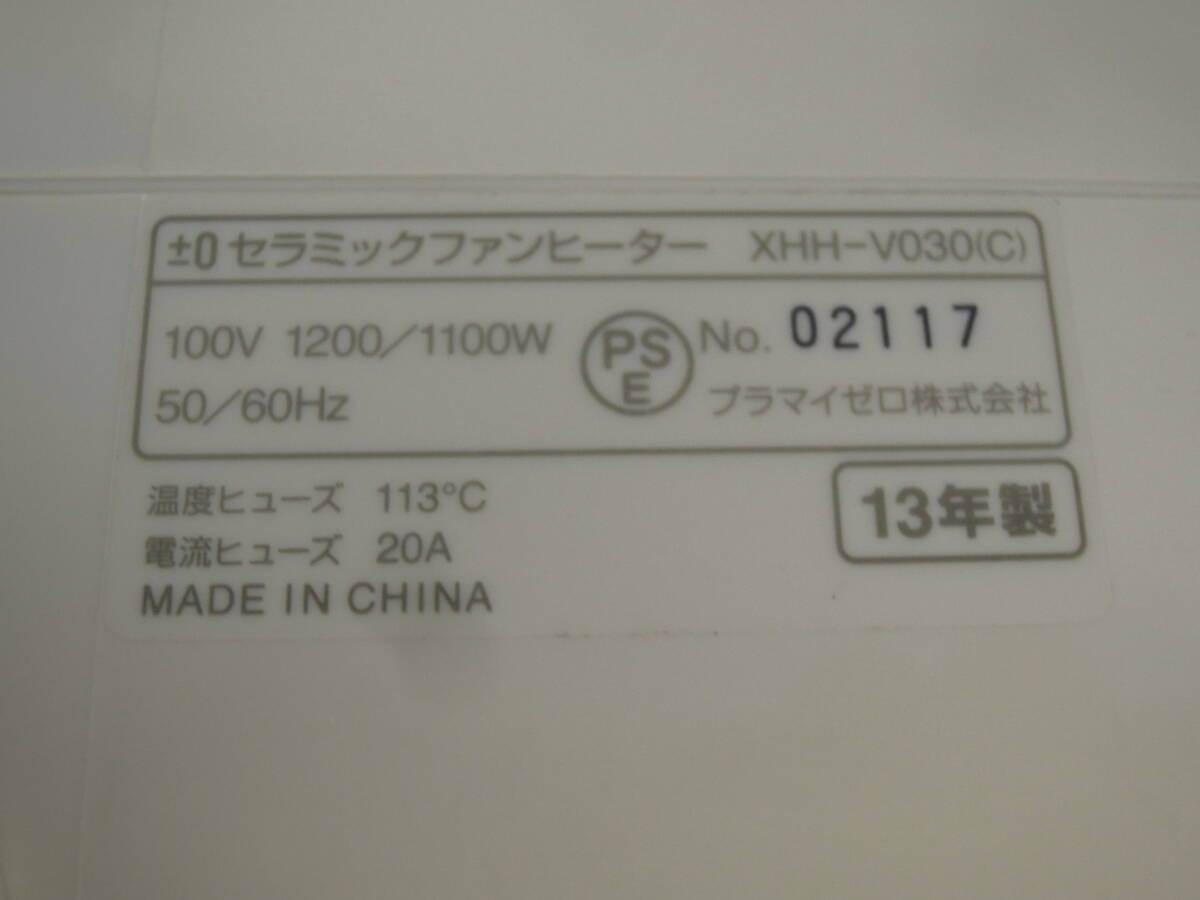 ±0 セラミックファンヒーター XHH-V030(C)
100V 1200/1100W
50/60Hz
PSE
No. 02117
プラマイゼロ株式会社
温度ヒューズ 113°C
電流ヒューズ 20A
MADE IN CHINA
13年製